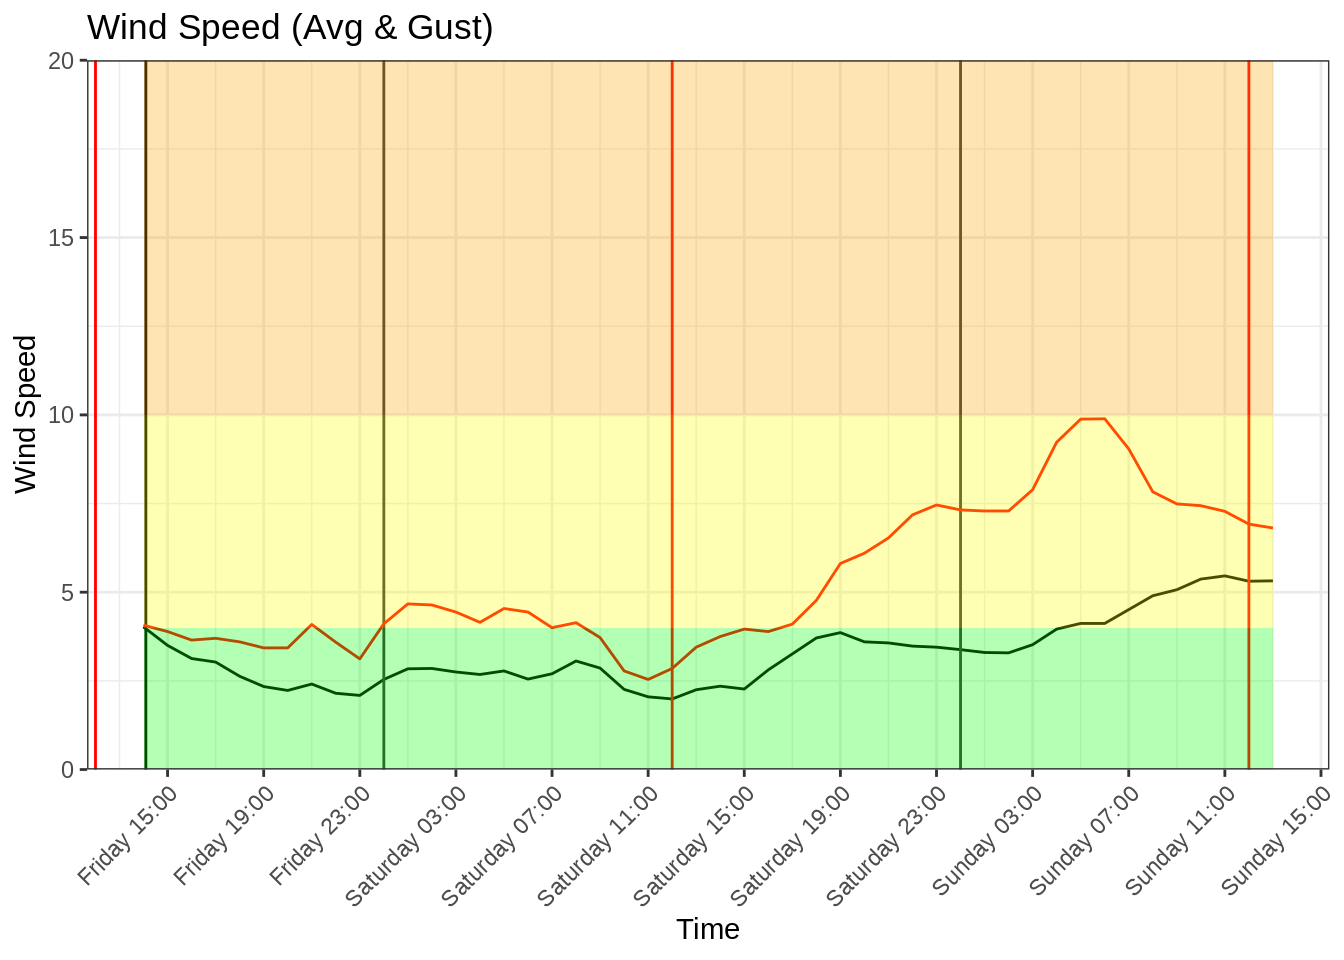 Wind Speed (Avg & Gust)
Wind Speed
20
15
10
5
0
Friday 15:00
Friday 19:00
Friday 23:00
Saturday 03:00
Saturday 07:00
Saturday 11:00
Saturday 15:00
Saturday 19:00
Saturday 23:00
Sunday 03:00
Sunday 07:00
Sunday 11:00
Sunday 15:00
Time